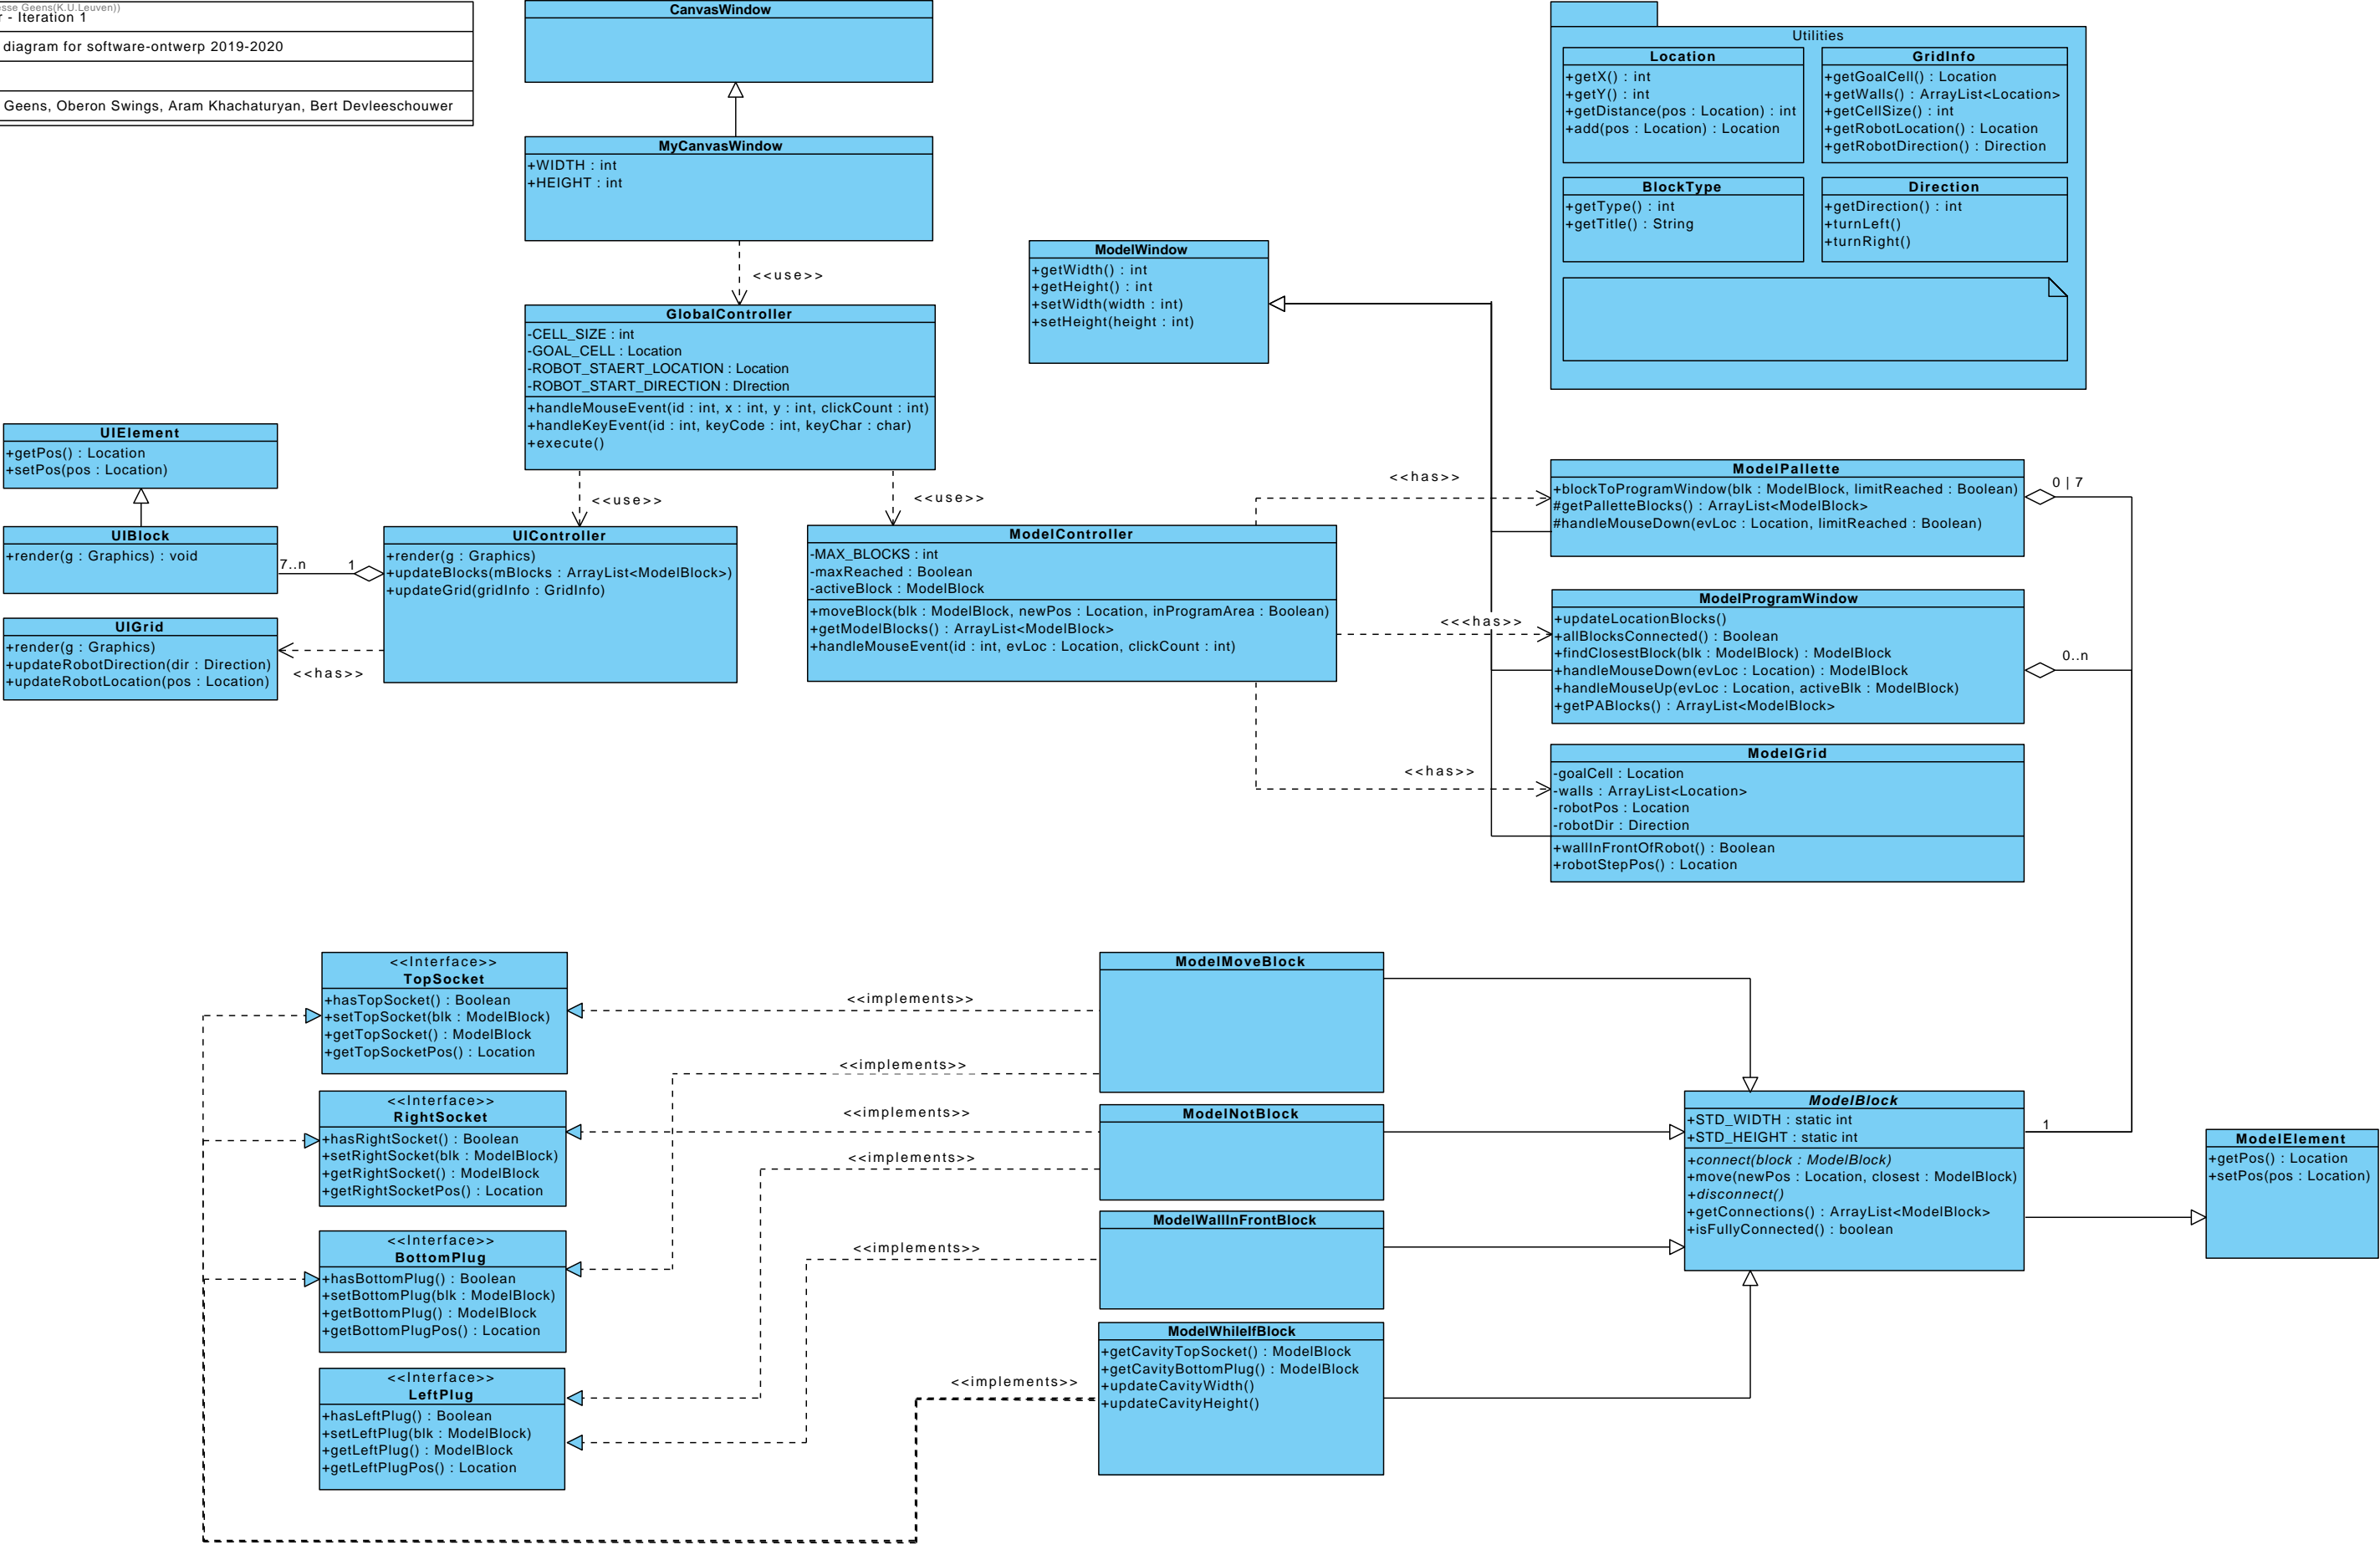 esse Geens(K.U.Leuven))
r - Iteration 1
diagram for software-ontwerp 2019-2020
Geens, Oberon Swings, Aram Khachaturyan, Bert Devleeschouwer
CanvasWindow
MyCanvasWindow
+WIDTH : int
+HEIGHT : int
<<use>>
GlobalController
-CELL_SIZE : int
-GOAL_CELL : Location
-ROBOT_STAERT_LOCATION : Location
-ROBOT_START_DIRECTION : DIrection
+handleMouseEvent(id : int, x : int, y : int, clickCount : int)
+handleKeyEvent(id : int, keyCode : int, keyChar : char)
+execute()
<<use>>
<<use>>
Utilities
Location
+getX() : int
+getY() : int
+getDistance(pos : Location) : int
+add(pos : Location) : Location
GridInfo
+getGoalCell() : Location
+getWalls() : ArrayList<Location>
+getCellSize() : int
+getRobotLocation() : Location
+getRobotDirection() : Direction
BlockType
+getType() : int
+getTitle() : String
Direction
+getDirection() : int
+turnLeft()
+turnRight()
ModelWindow
+getWidth() : int
+getHeight() : int
+setWidth(width : int)
+setHeight(height : int)
UIElement
+getPos() : Location
+setPos(pos : Location)
UIBlock
+render(g : Graphics) : void
7..n
1
UIController
+render(g : Graphics)
+updateBlocks(mBlocks : ArrayList<ModelBlock>)
+updateGrid(gridInfo : GridInfo)
UIGrid
+render(g : Graphics)
+updateRobotDirection(dir : Direction)
+updateRobotLocation(pos : Location)
<<has>>
ModelController
-MAX_BLOCKS : int
-maxReached : Boolean
-activeBlock : ModelBlock
+moveBlock(blk : ModelBlock, newPos : Location, inProgramArea : Boolean)
+getModelBlocks() : ArrayList<ModelBlock>
+handleMouseEvent(id : int, evLoc : Location, clickCount : int)
<<has>>
<<<has>>
<<has>>
ModelPallette
+blockToProgramWindow(blk : ModelBlock, limitReached : Boolean)
#getPalletteBlocks() : ArrayList<ModelBlock>
#handleMouseDown(evLoc : Location, limitReached : Boolean)
0 | 7
ModelProgramWindow
+updateLocationBlocks()
+allBlocksConnected() : Boolean
+findClosestBlock(blk : ModelBlock) : ModelBlock
+handleMouseDown(evLoc : Location) : ModelBlock
+handleMouseUp(evLoc : Location, activeBlk : ModelBlock)
+getPABlocks() : ArrayList<ModelBlock>
0..n
ModelGrid
-goalCell : Location
-walls : ArrayList<Location>
-robotPos : Location
-robotDir : Direction
+wallInFrontOfRobot() : Boolean
+robotStepPos() : Location
<<Interface>>
TopSocket
+hasTopSocket() : Boolean
+setTopSocket(blk : ModelBlock)
+getTopSocket() : ModelBlock
+getTopSocketPos() : Location
<<Interface>>
RightSocket
+hasRightSocket() : Boolean
+setRightSocket(blk : ModelBlock)
+getRightSocket() : ModelBlock
+getRightSocketPos() : Location
<<Interface>>
BottomPlug
+hasBottomPlug() : Boolean
+setBottomPlug(blk : ModelBlock)
+getBottomPlug() : ModelBlock
+getBottomPlugPos() : Location
<<Interface>>
LeftPlug
+hasLeftPlug() : Boolean
+setLeftPlug(blk : ModelBlock)
+getLeftPlug() : ModelBlock
+getLeftPlugPos() : Location
<<implements>>
<<implements>>
<<implements>>
<<implements>>
<<implements>>
<<implements>>
ModelMoveBlock
ModelNotBlock
ModelWallInFrontBlock
ModelWhileIfBlock
+getCavityTopSocket() : ModelBlock
+getCavityBottomPlug() : ModelBlock
+updateCavityWidth()
+updateCavityHeight()
ModelBlock
+STD_WIDTH : static int
+STD_HEIGHT : static int
+connect(block : ModelBlock)
+move(newPos : Location, closest : ModelBlock)
+disconnect()
+getConnections() : ArrayList<ModelBlock>
+isFullyConnected() : boolean
1
ModelElement
+getPos() : Location
+setPos(pos : Location)